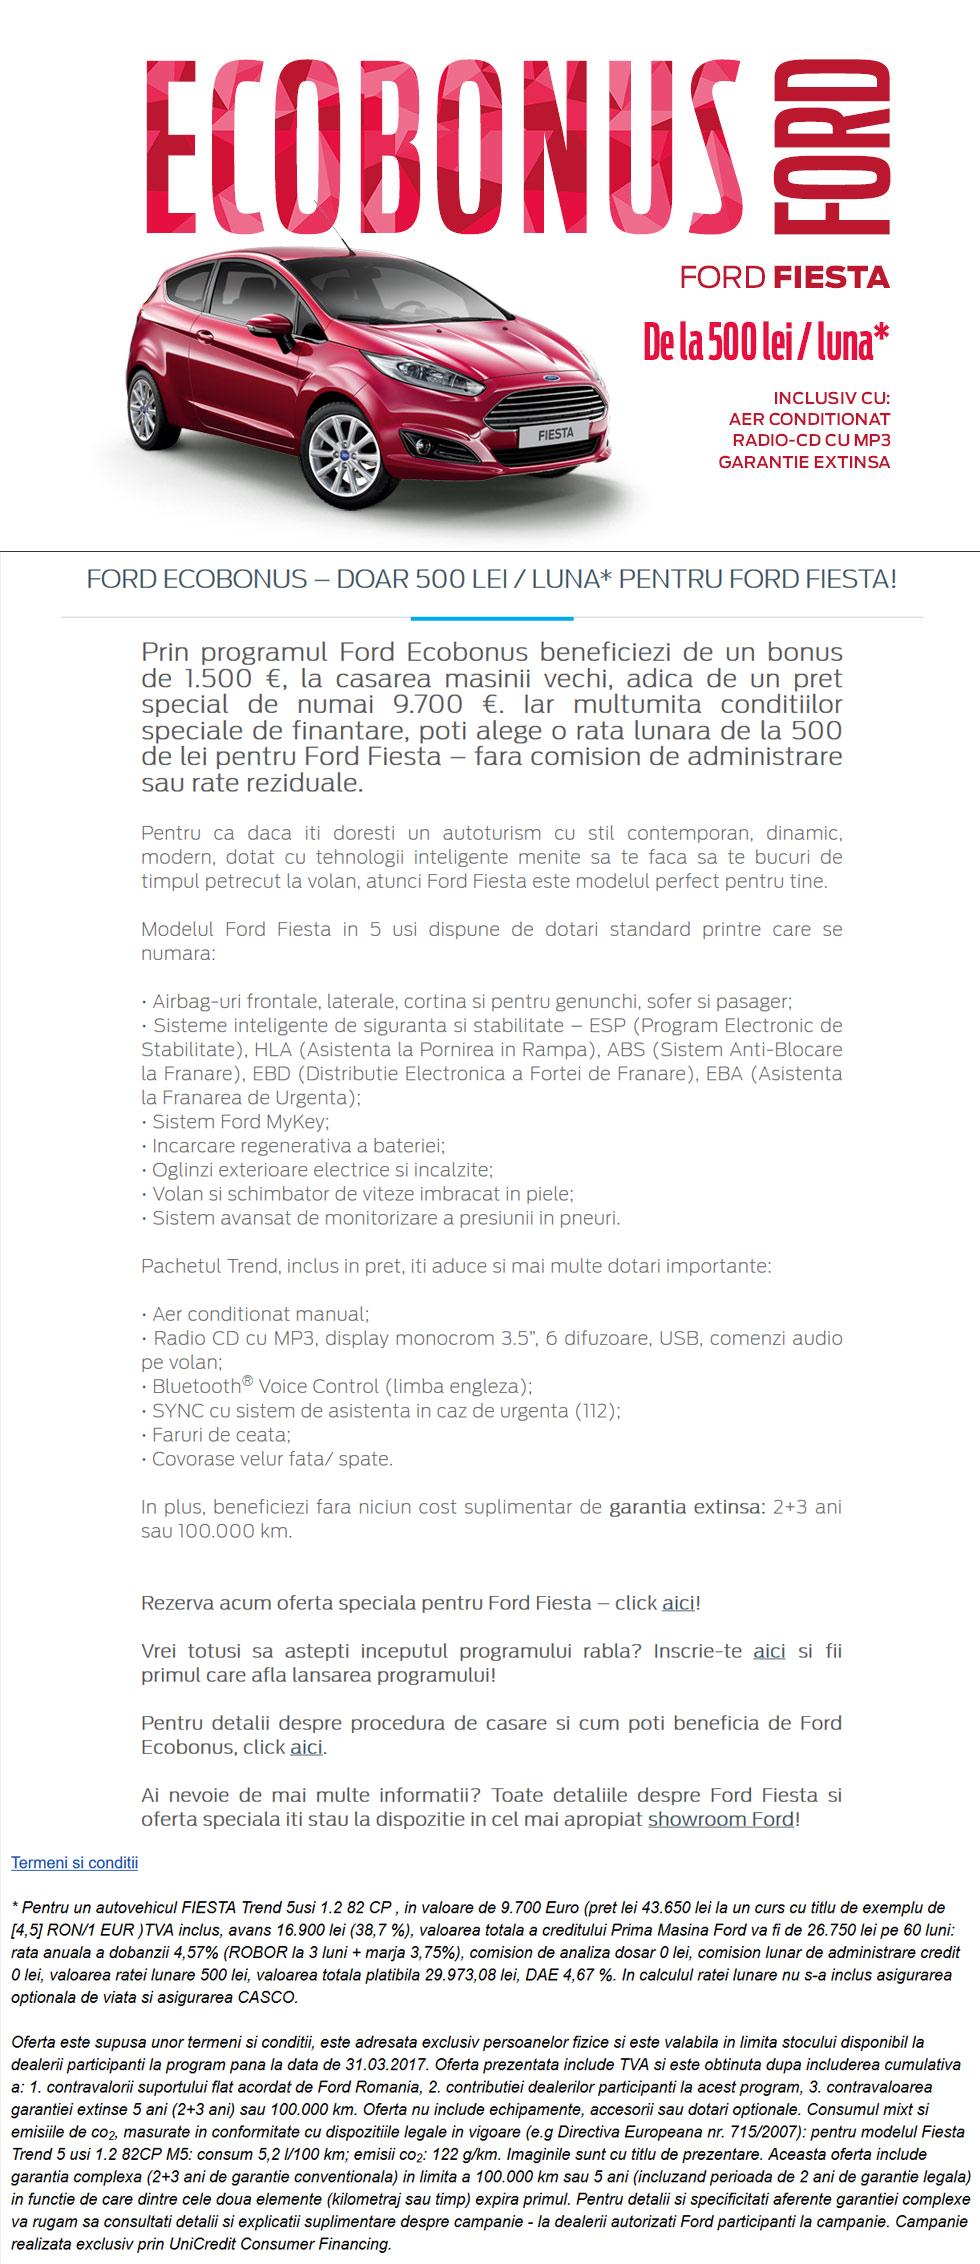 ECOBONUS FORD
FORD FIESTA
De la 500 lei / luna*
INCLUSIV CU:
AER CONDITIONAT
RADIO-CD CU MP3
GARANTIE EXTINSA
FIESTA
FORD ECOBONUS – DOAR 500 LEI / LUNA* PENTRU FORD FIESTA!
Prin programul Ford Ecobonus beneficiezi de un bonus
de 1.500 €, la casarea masinii vechi, adica de un pret
special de numai 9.700 €. Iar multumita conditiilor
speciale de finantare, poti alege o rata lunara de la 500
de lei pentru Ford Fiesta – fara comision de administrare
sau rate reziduale.
Pentru ca daca iti doresti un autoturism cu stil contemporan, dinamic,
modern, dotat cu tehnologii inteligente menite sa te faca sa te bucuri de
timpul petrecut la volan, atunci Ford Fiesta este modelul perfect pentru tine.
Modelul Ford Fiesta in 5 usi dispune de dotari standard printre care se
numara:
• Airbag-uri frontale, laterale, cortina si pentru genunchi, sofer si pasager;
• Sisteme inteligente de siguranta si stabilitate – ESP (Program Electronic de
Stabilitate), HLA (Asistenta la Pornirea in Rampa), ABS (Sistem Anti-Blocare
la Franare), EBD (Distributie Electronica a Fortei de Franare), EBA (Asistenta
la Franarea de Urgenta);
• Sistem Ford MyKey;
• Incarcare regenerativa a bateriei;
• Oglinzi exterioare electrice si incalzite;
• Volan si schimbator de viteze imbracat in piele;
• Sistem avansat de monitorizare a presiunii in pneuri.
Pachetul Trend, inclus in pret, iti aduce si mai multe dotari importante:
• Aer conditionat manual;
• Radio CD cu MP3, display monocrom 3.5”, 6 difuzoare, USB, comenzi audio
pe volan;
• Bluetooth® Voice Control (limba engleza);
• SYNC cu sistem de asistenta in caz de urgenta (112);
• Faruri de ceata;
• Covorase velur fata/ spate.
In plus, beneficiezi fara niciun cost suplimentar de garantia extinsa: 2+3 ani
sau 100.000 km.
Rezerva acum oferta speciala pentru Ford Fiesta – click aici!
Vrei totusi sa astepti inceputul programului rabla? Inscrie-te aici si fii
primul care afla lansarea programului!
Pentru detalii despre procedura de casare si cum poti beneficia de Ford
Ecobonus, click aici.
Ai nevoie de mai multe informatii? Toate detaliile despre Ford Fiesta si
oferta speciala iti stau la dispozitie in cel mai apropiat showroom Ford!
Termeni si conditii
* Pentru un autovehicul FIESTA Trend 5usi 1.2 82 CP , in valoare de 9.700 Euro (pret lei 43.650 lei la un curs cu titlu de exemplu de
[4,5] RON/1 EUR )TVA inclus, avans 16.900 lei (38,7 %), valoarea totala a creditului Prima Masina Ford va fi de 26.750 lei pe 60 luni:
rata anuala a dobanzii 4,57% (ROBOR la 3 luni + marja 3,75%), comision de analiza dosar 0 lei, comision lunar de administrare credit
0 lei, valoarea ratei lunare 500 lei, valoarea totala platibila 29.973,08 lei, DAE 4,67 %. In calculul ratei lunare nu s-a inclus asigurarea
optionala de viata si asigurarea CASCO.
Oferta este supusa unor termeni si conditii, este adresata exclusiv persoanelor fizice si este valabila in limita stocului disponibil la
dealerii participanti la program pana la data de 31.03.2017. Oferta prezentata include TVA si este obtinuta dupa includerea cumulativa
a: 1. contravalorii suportului flat acordat de Ford Romania, 2. contributiei dealerilor participanti la acest program, 3. contravaloarea
garantiei extinse 5 ani (2+3 ani) sau 100.000 km. Oferta nu include echipamente, accesorii sau dotari optionale. Consumul mixt si
emisiile de co2, masurate in conformitate cu dispozitiile legale in vigoare (e.g Directiva Europeana nr. 715/2007): pentru modelul Fiesta
Trend 5 usi 1.2 82CP M5: consum 5,2 l/100 km; emisii co2: 122 g/km. Imaginile sunt cu titlu de prezentare. Aceasta oferta include
garantia complexa (2+3 ani de garantie conventionala) in limita a 100.000 km sau 5 ani (incluzand perioada de 2 ani de garantie legala)
in functie de care dintre cele doua elemente (kilometraj sau timp) expira primul. Pentru detalii si specificitati aferente garantiei complexe
va rugam sa consultati detalii si explicatii suplimentare despre campanie - la dealerii autorizati Ford participanti la campanie. Campanie
realizata exclusiv prin UniCredit Consumer Financing.